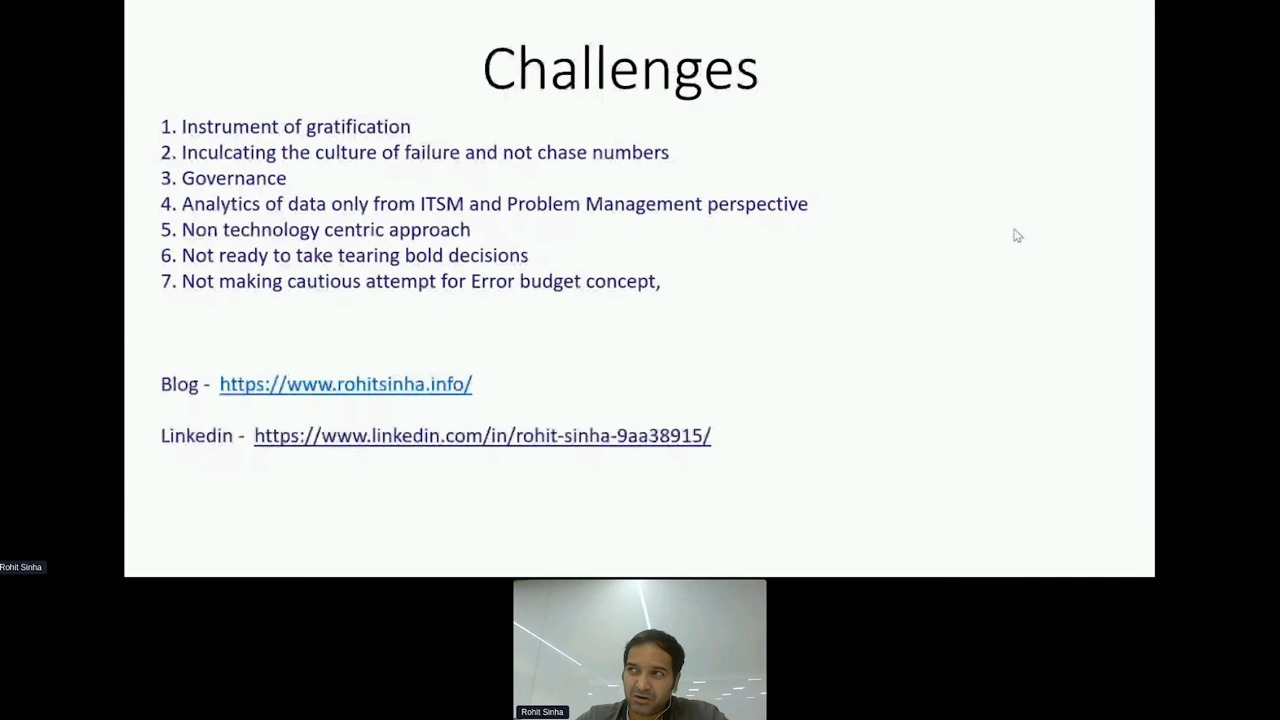 Challenges
1. Instrument of gratification
2. Inculcating the culture of failure and not chase numbers
3. Governance
4. Analytics of data only from ITSM and Problem Management perspective
5. Non technology centric approach
6. Not ready to take tearing bold decisions
7. Not making cautious attempt for Error budget concept,
Blog - https://www.rohitsinha.info/
Linkedin - https://www.linkedin.com/in/rohit-sinha-9aa38915/
Rohit Sinha
Rohit Sinha